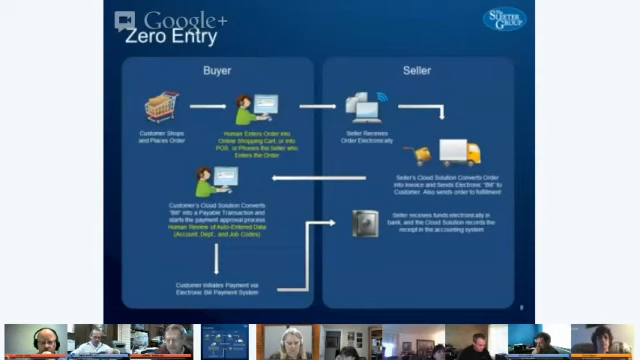 Google+
The
SLEETER
GROUP
Zero Entry
Buyer
Seller
Customer Shops
and Places Order
Human Enters Order into
Online Shopping Cart, or into
POS, or Phones the Seller who
Enters the Order.
Seller Receives
Order Electronically
Seller's Cloud Solution Converts Order
into Invoice and Sends Electronic "Bill" to
Customer. Also sends order to fulfillment
Customer's Cloud Solution Converts
"Bill" into a Payable Transaction and
starts the payment approval process
Human Review of Auto-Entered Data
(Account, Dept., and Job Codes)
Seller receives funds electronically in
bank, and the Cloud Solution records the
receipt in the accounting system
Customer Initiates Payment via
Electronic Bill Payment System